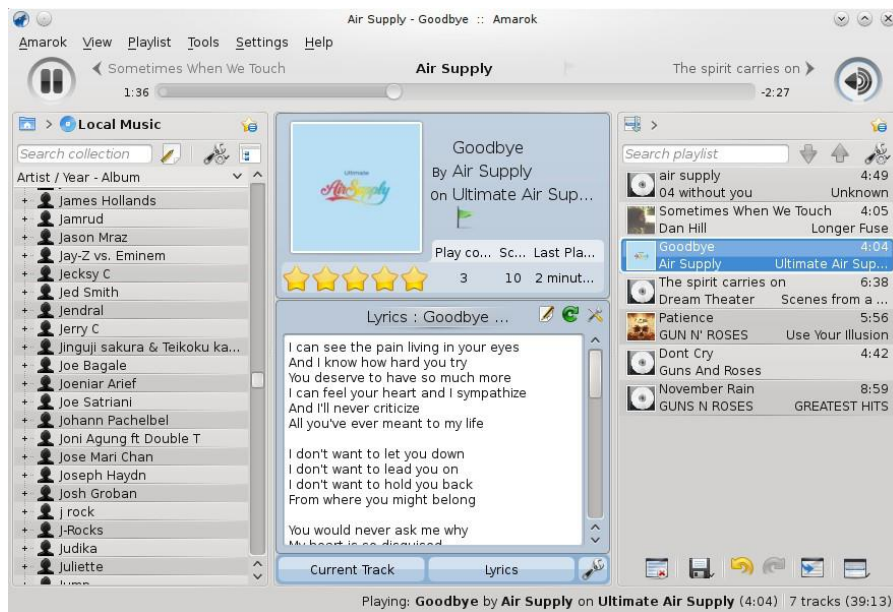 Air Supply - Goodbye :: Amarok
Amarok View Playlist Tools Settings Help
Sometimes When We Touch Air Supply The spirit carries on
1:36 -2:27
Local Music
Search collection
Artist / Year - Album
James Hollands
Jamrud
Jason Mraz
Jay-Z vs. Eminem
Jecksy C
Jed Smith
Jendral
Jerry C
Jinguji sakura & Teikoku ka...
Joe Bagale
Joeniar Arief
Joe Satriani
Johann Pachelbel
Joni Agung ft Double T
Jose Mari Chan
Joseph Haydn
Josh Groban
j rock
J-Rocks
Judika
Juliette
Jump
Ultimate
Air Supply
Goodbye
By Air Supply
On Ultimate Air Sup...
Play co... Sc... Last Pla...
3 10 2 minut...
Lyrics : Goodbye ...
I can see the pain living in your eyes
And I know how hard you try
You deserve to have so much more
I can feel your heart and I sympathize
And I'll never criticize
All you've ever meant to my life
I don't want to let you down
I don't want to lead you on
I don't want to hold you back
From where you might belong
You would never ask me why
My heart is so disguised
Current Track Lyrics
Search playlist
air supply 4:49
04 without you Unknown
Sometimes When We Touch 4:05
Dan Hill Longer Fuse
Goodbye 4:04
Air Supply Ultimate Air Sup...
The spirit carries on 6:38
Dream Theater Scenes from a ...
Patience 5:56
GUN N' ROSES Use Your Illusion
Dont Cry 4:42
Guns And Roses
November Rain 8:59
GUNS N ROSES GREATEST HITS
Playing: Goodbye by Air Supply on Ultimate Air Supply (4:04) 7 tracks (39:13)